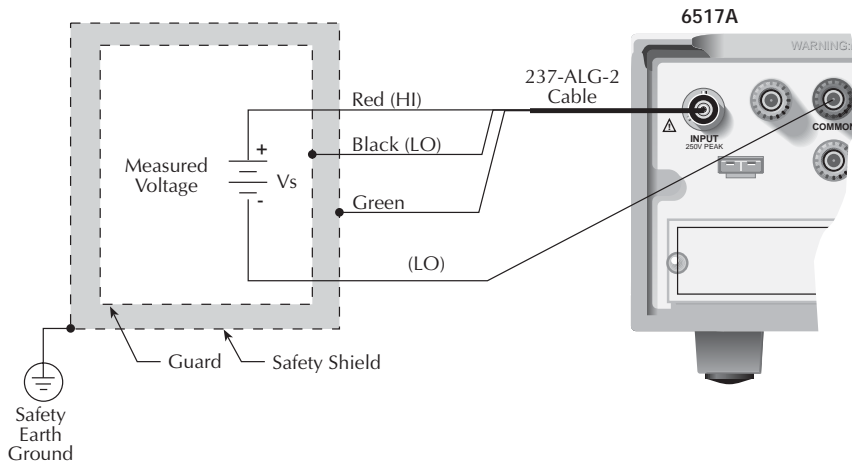 6517A
WARNING:
237-ALG-2
Cable
Red (HI)
Black (LO)
Green
(LO)
Measured
Voltage
+
Vs
-
INPUT
250V PEAK
COMMON
Guard
Safety Shield
Safety
Earth
Ground